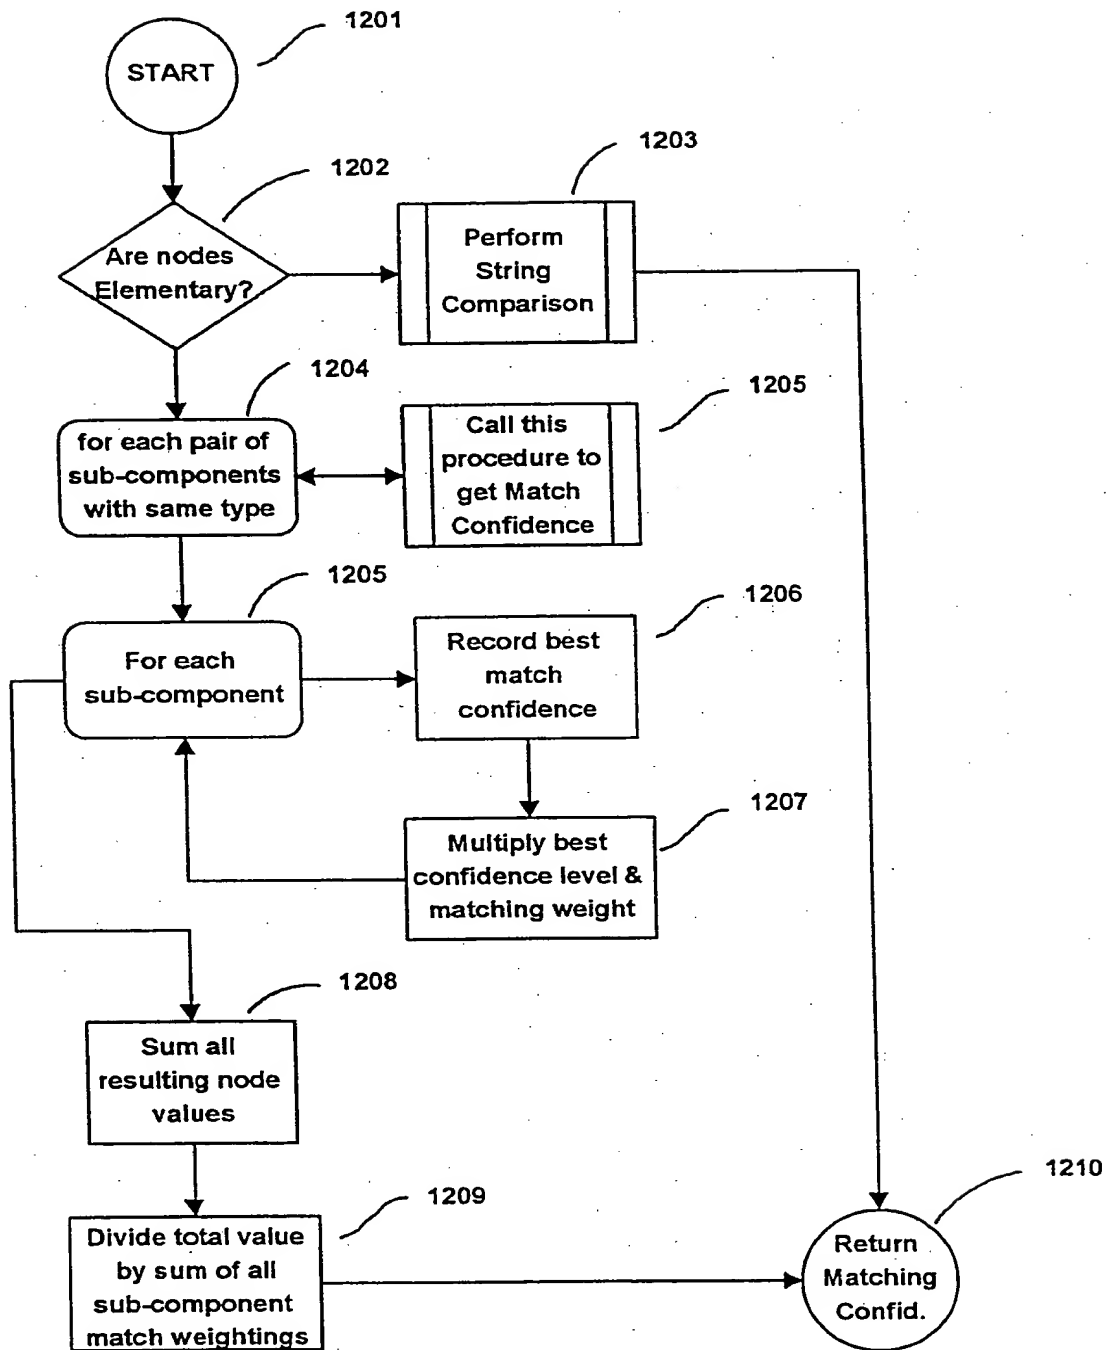 1201
START
1202
Are nodes
Elementary?
1203
Perform
String
Comparison
1204
for each pair of
sub-components
with same type
1205
Call this
procedure to
get Match
Confidence
1205
For each
sub-component
1206
Record best
match
confidence
1207
Multiply best
confidence level &
matching weight
1208
Sum all
resulting node
values
1209
Divide total value
by sum of all
sub-component
match weightings
1210
Return
Matching
Confid.